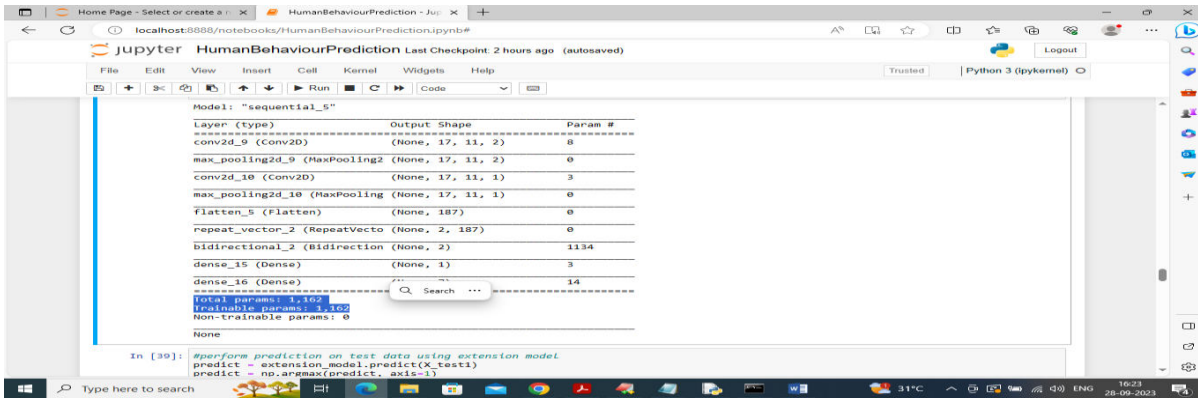 Home Page - Select or create a n
HumanBehaviourPrediction - Jup
localhost:8888/notebooks/HumanBehaviourPrediction.ipynb#
jupyter HumanBehaviourPrediction Last Checkpoint: 2 hours ago (autosaved)
Logout
File Edit View Insert Cell Kernel Widgets Help
Trusted
Python 3 (ipykernel)
Run
Code
Model: "sequential_5"
Layer (type) Output Shape Param #
conv2d_9 (Conv2D) (None, 17, 11, 2) 8
max_pooling2d_9 (MaxPooling2 (None, 17, 11, 2) 0
conv2d_10 (Conv2D) (None, 17, 11, 1) 3
max_pooling2d_10 (MaxPooling (None, 17, 11, 1) 0
flatten_5 (Flatten) (None, 187) 0
repeat_vector_2 (RepeatVecto (None, 2, 187) 0
bidirectional_2 (Bidirection (None, 2) 1134
dense_15 (Dense) (None, 1) 3
dense_16 (Dense) 14
Search ...
Total params: 1,162
Trainable params: 1,162
Non-trainable params: 0
None
In [39]: #perform prediction on test data using extension model
predict = extension_model.predict(X_test1)
predict = np.argmax(predict, axis=1)
Type here to search
31°C
ENG
16:23
28-09-2023